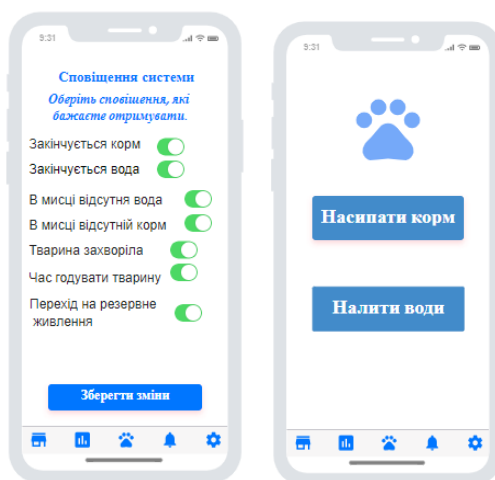 9:31
Сповіщення системи
Оберіть сповіщення, які
бажаєте отримувати.
Закінчується корм
Закінчується вода
В мисці відсутня вода
В мисці відсутній корм
Тварина захворіла
Час годувати тварину
Перехід на резервне
живлення
Зберегти зміни
9:31
Насипати корм
Налити води